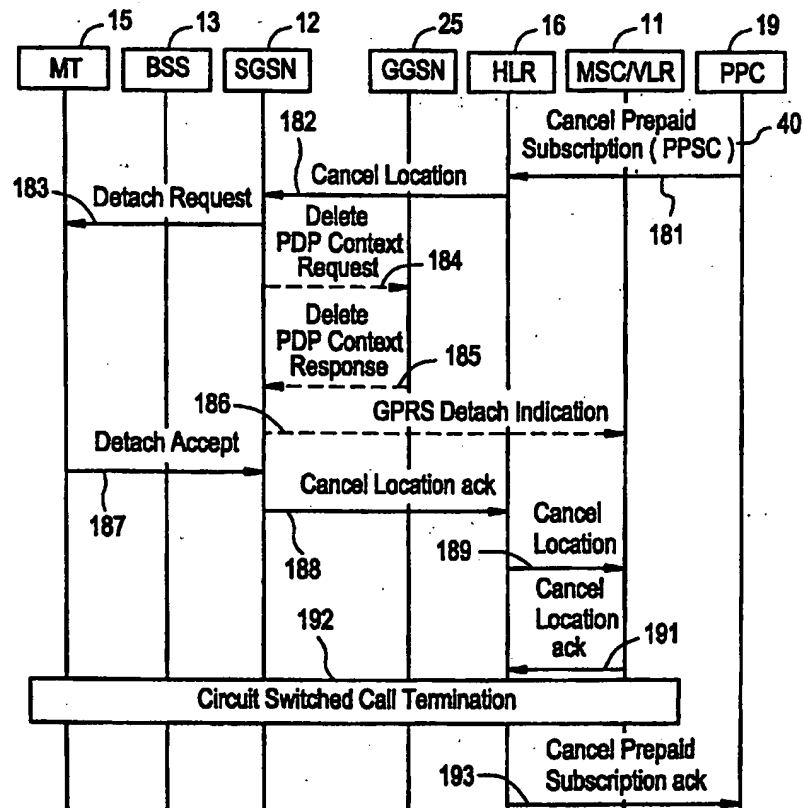 15 13 12 25 16 11 19
MT BSS SGSN GGSN HLR MSC/VLR PPC
Cancel Prepaid
Subscription ( PPSC )
40
181
182
Cancel Location
183
Detach Request
Delete
PDP Context
Request
184
Delete
PDP Context
Response
185
186
GPRS Detach Indication
Detach Accept
187
Cancel Location ack
188
Cancel
Location
189
Cancel
Location
ack
191
192
Circuit Switched Call Termination
Cancel Prepaid
Subscription ack
193